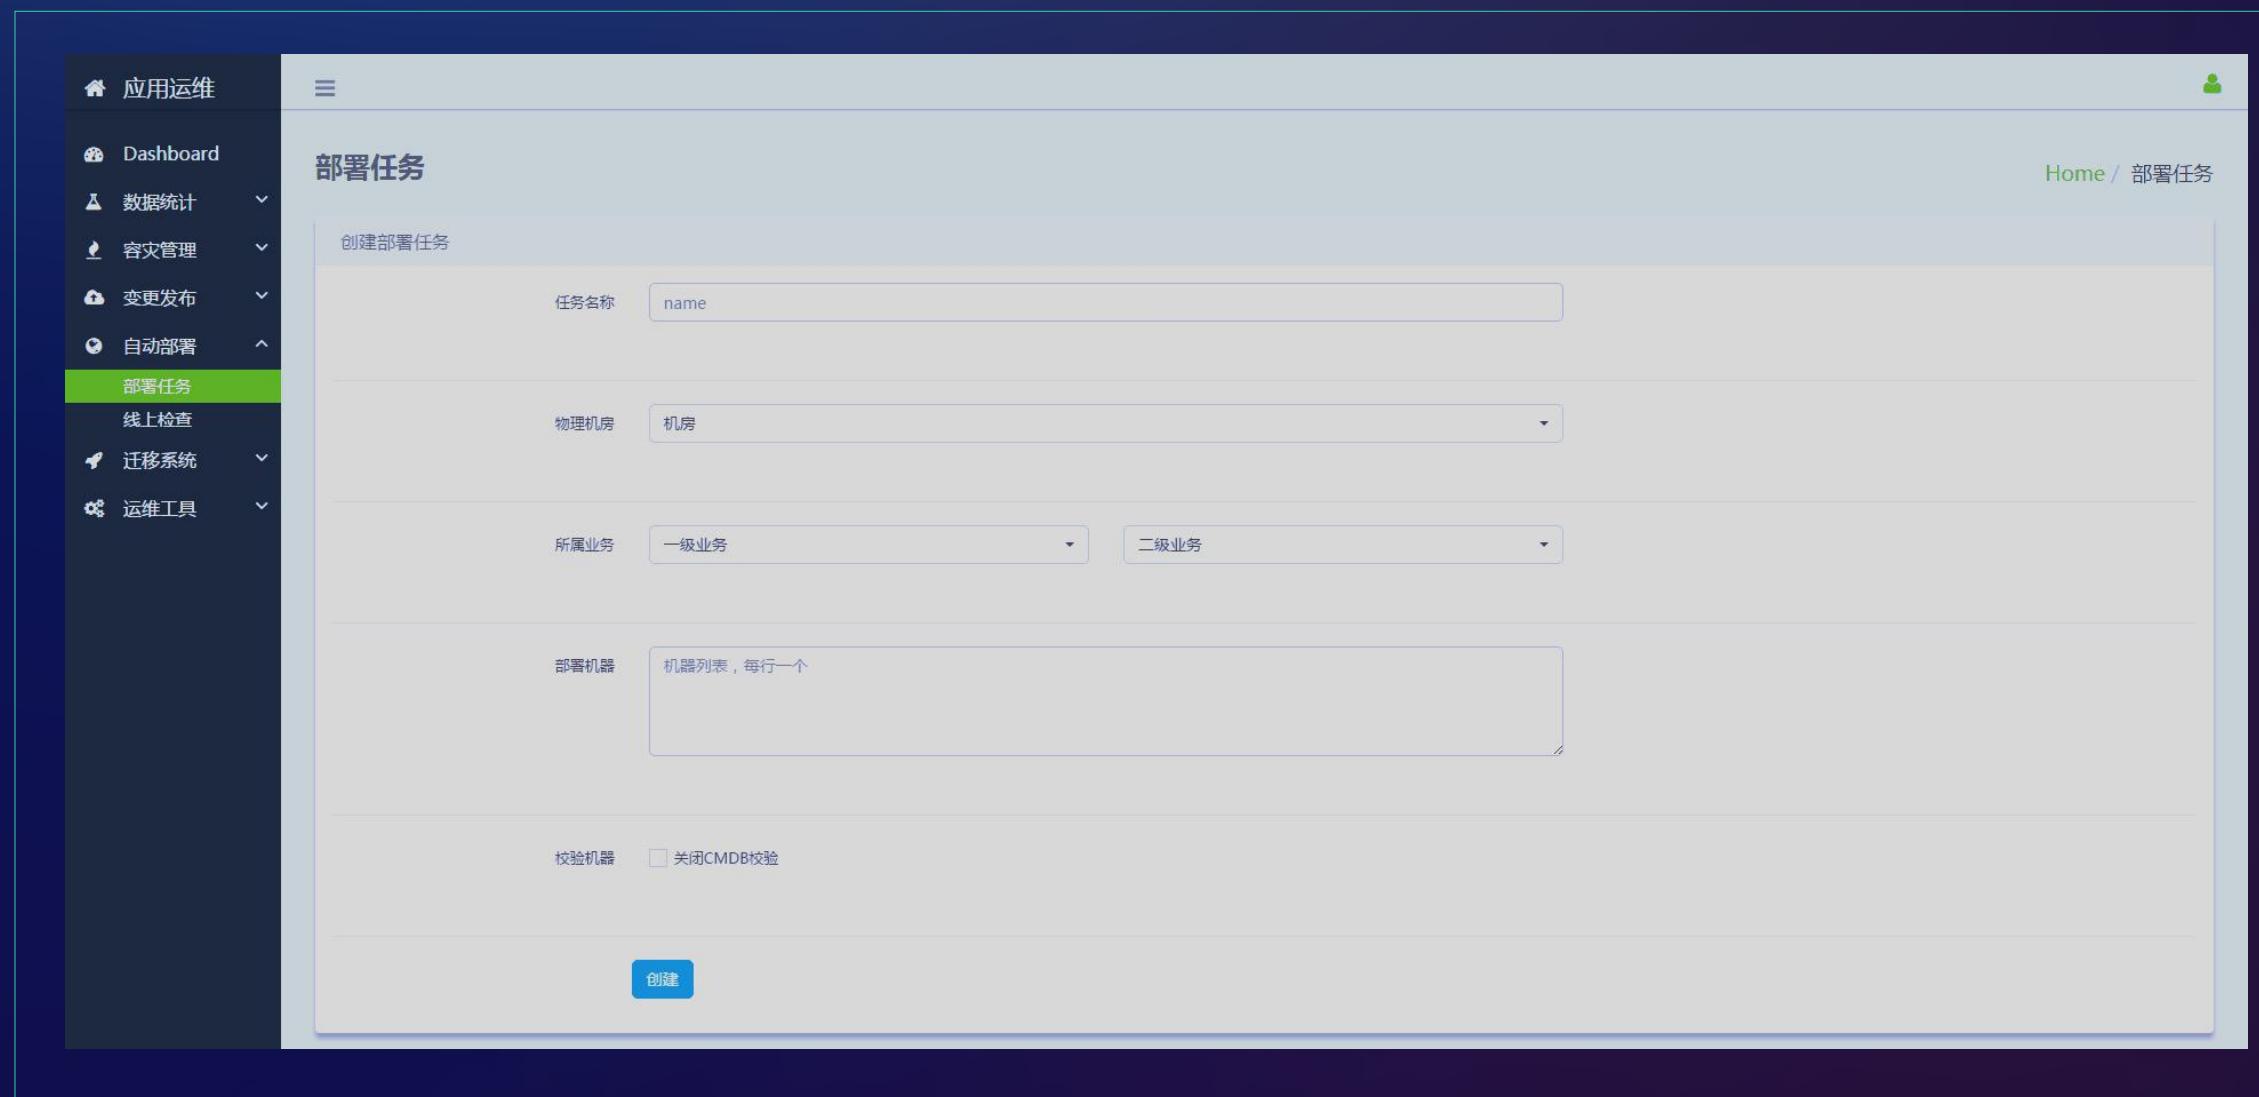 应用运维
Dashboard
数据统计
容灾管理
变更发布
自动部署
部署任务
线上检查
迁移系统
运维工具
部署任务
Home / 部署任务
创建部署任务
任务名称 name
物理机房 机房
所属业务 一级业务 二级业务
部署机器 机器列表，每行一个
校验机器 关闭CMDB校验
创建